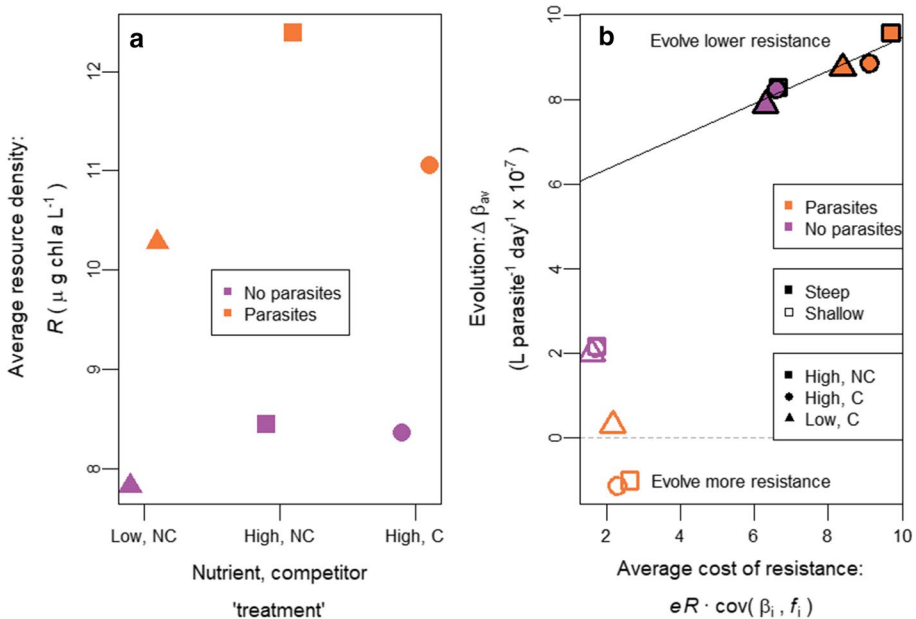 a
Average resource density:
R ( μ g chl a L⁻¹ )
12
11
10
9
8
No parasites
Parasites
Low, NC
High, NC
High, C
Nutrient, competitor
'treatment'
b
Evolution: Δ βav
(L parasite⁻¹ day⁻¹ x 10⁻⁷)
10
8
6
4
2
0
Evolve lower resistance
Parasites
No parasites
Steep
Shallow
High, NC
High, C
Low, C
Evolve more resistance
2
4
6
8
10
Average cost of resistance:
eR · cov( βi , fi )